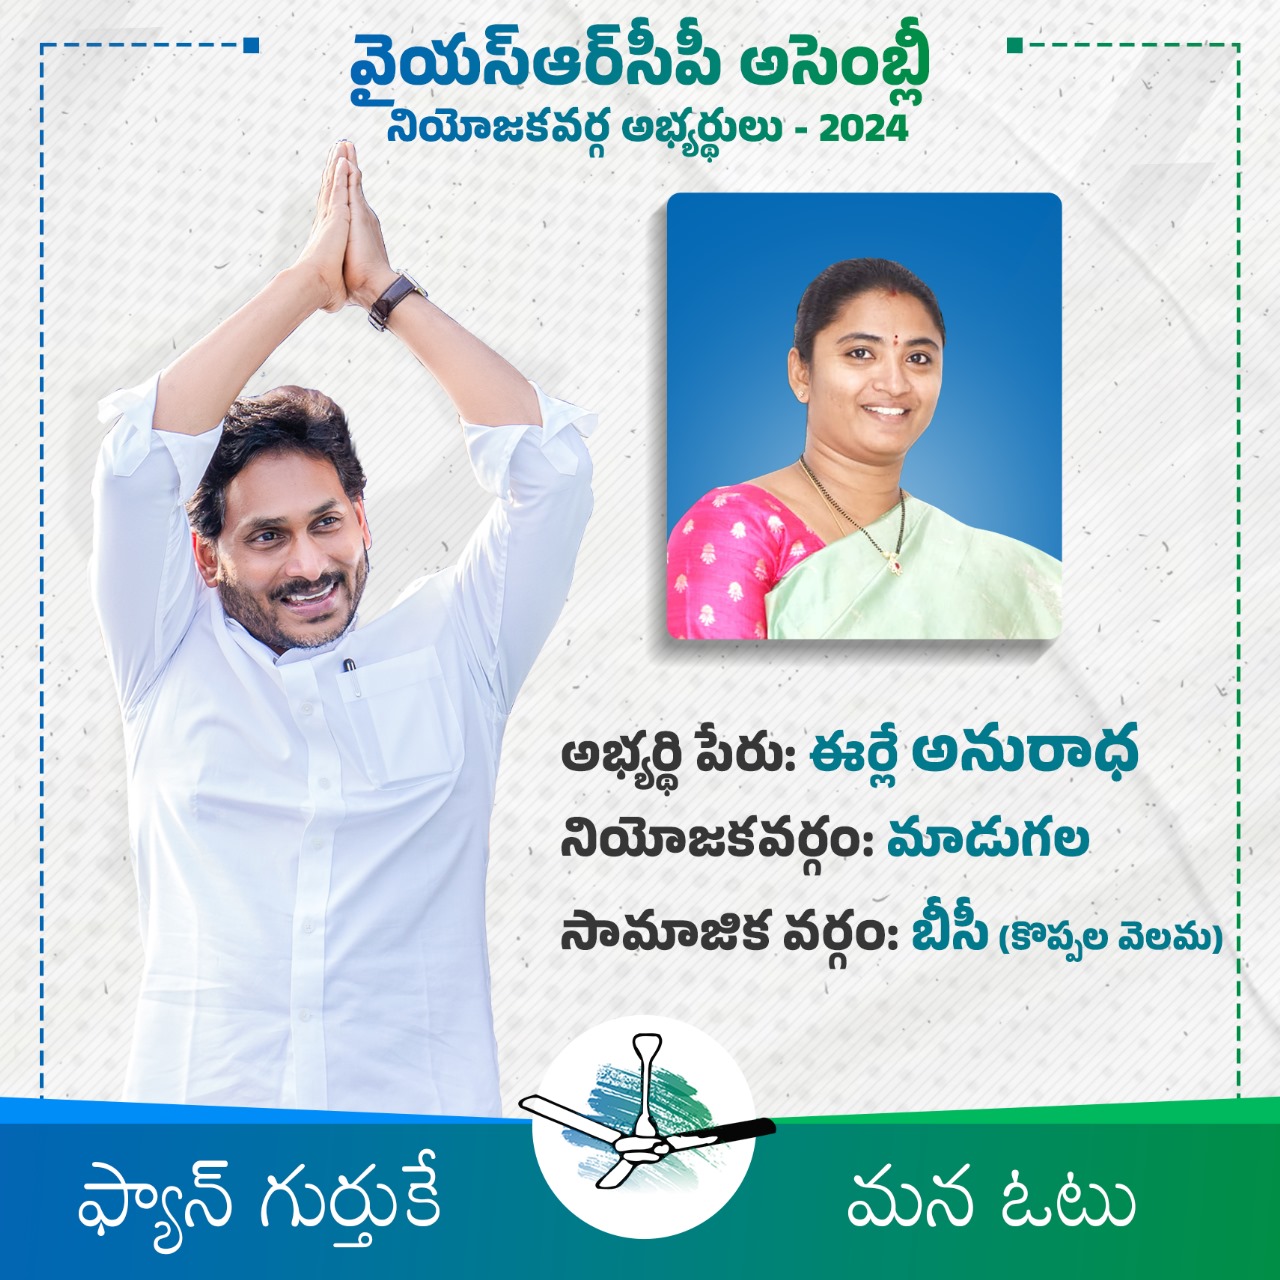 వైయస్ఆర్‌సీపీ అసెంబ్లీ
నియోజకవర్గ అభ్యర్థులు - 2024
అభ్యర్థి పేరు: ఈర్లే అనురాధ
నియోజకవర్గం: మాడుగల
సామాజిక వర్గం: బీసీ (కొప్పల వెలమ)
ఫ్యాన్ గుర్తుకే మన ఓటు